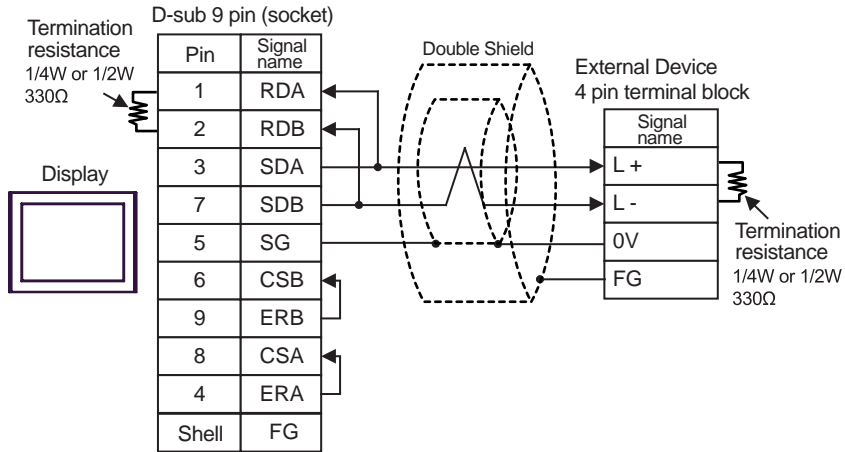 D-sub 9 pin (socket)
Termination
resistance
1/4W or 1/2W
330Ω
Pin Signal name
1 RDA
2 RDB
3 SDA
7 SDB
5 SG
6 CSB
9 ERB
8 CSA
4 ERA
Shell FG
Display
Double Shield
External Device
4 pin terminal block
Signal
name
L +
L -
0V
FG
Termination
resistance
1/4W or 1/2W
330Ω